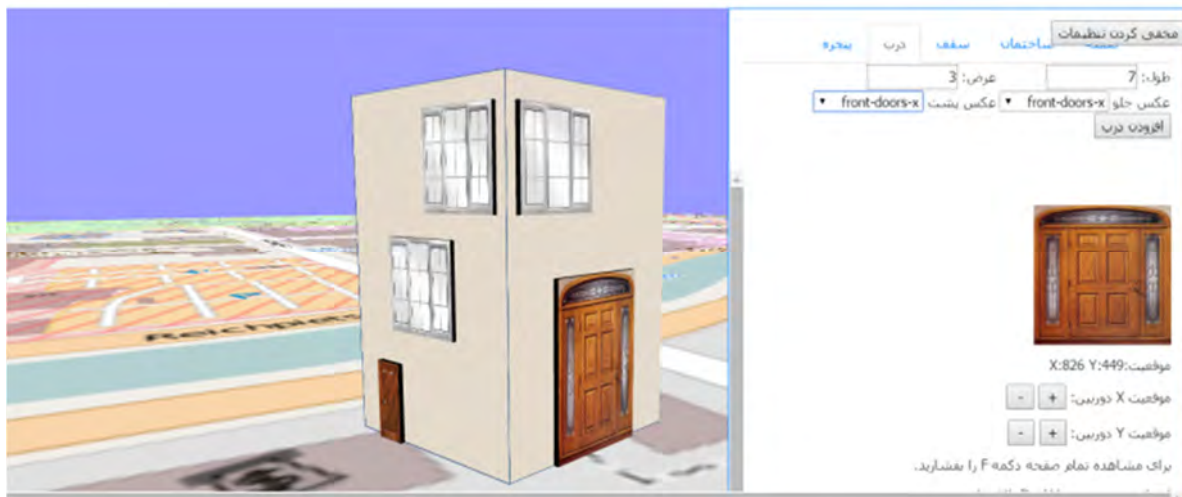 مخفی کردن تنظیمات
ساختمان سقف درب پنجره
طول: 7 عرض: 3
عکس جلو front-doors-x عکس پشت front-doors-x
افزودن درب
موقعیت: X:826 Y:449
موقعیت X دوربین: + -
موقعیت Y دوربین: + -
برای مشاهده تمام صفحه دکمه F را بفشارید.